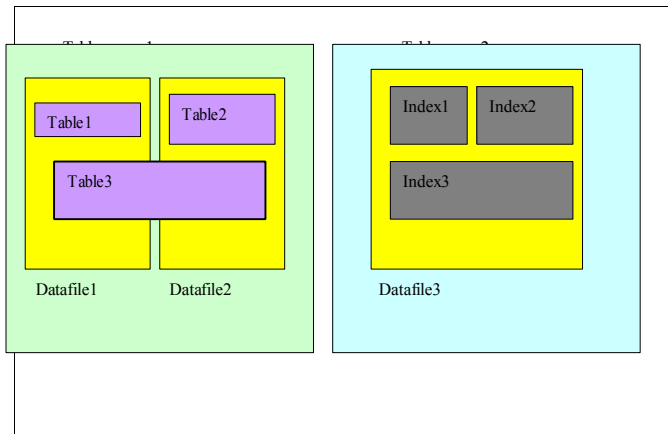 Table1
Table2
Table3
Datafile1
Datafile2
Index1
Index2
Index3
Datafile3